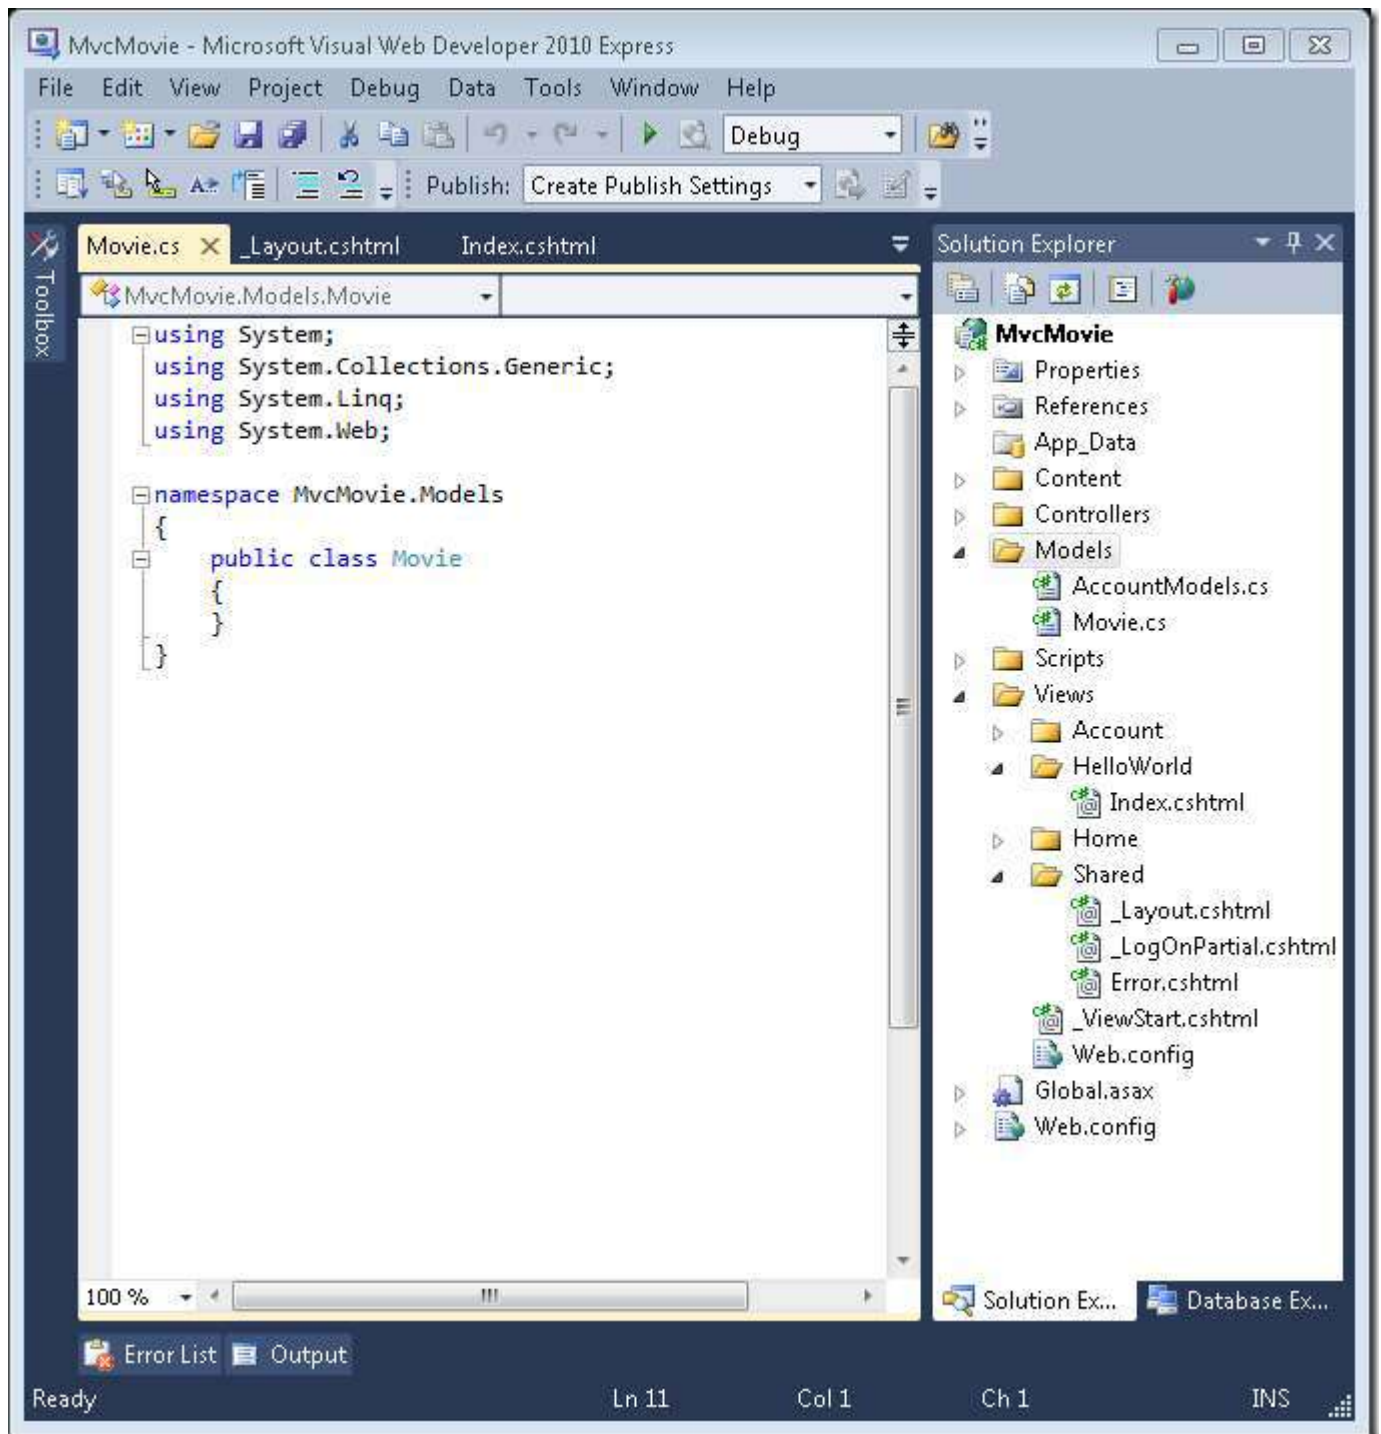 MvcMovie - Microsoft Visual Web Developer 2010 Express
File Edit View Project Debug Data Tools Window Help
Debug
Publish: Create Publish Settings
Toolbox
Movie.cs _Layout.cshtml Index.cshtml
MvcMovie.Models.Movie
using System;
using System.Collections.Generic;
using System.Linq;
using System.Web;
namespace MvcMovie.Models
{
public class Movie
{
}
}
100 %
Solution Explorer
MvcMovie
Properties
References
App_Data
Content
Controllers
Models
AccountModels.cs
Movie.cs
Scripts
Views
Account
HelloWorld
Index.cshtml
Home
Shared
_Layout.cshtml
_LogOnPartial.cshtml
Error.cshtml
_ViewStart.cshtml
Web.config
Global.asax
Web.config
Solution Ex... Database Ex...
Error List Output
Ready Ln 11 Col 1 Ch 1 INS